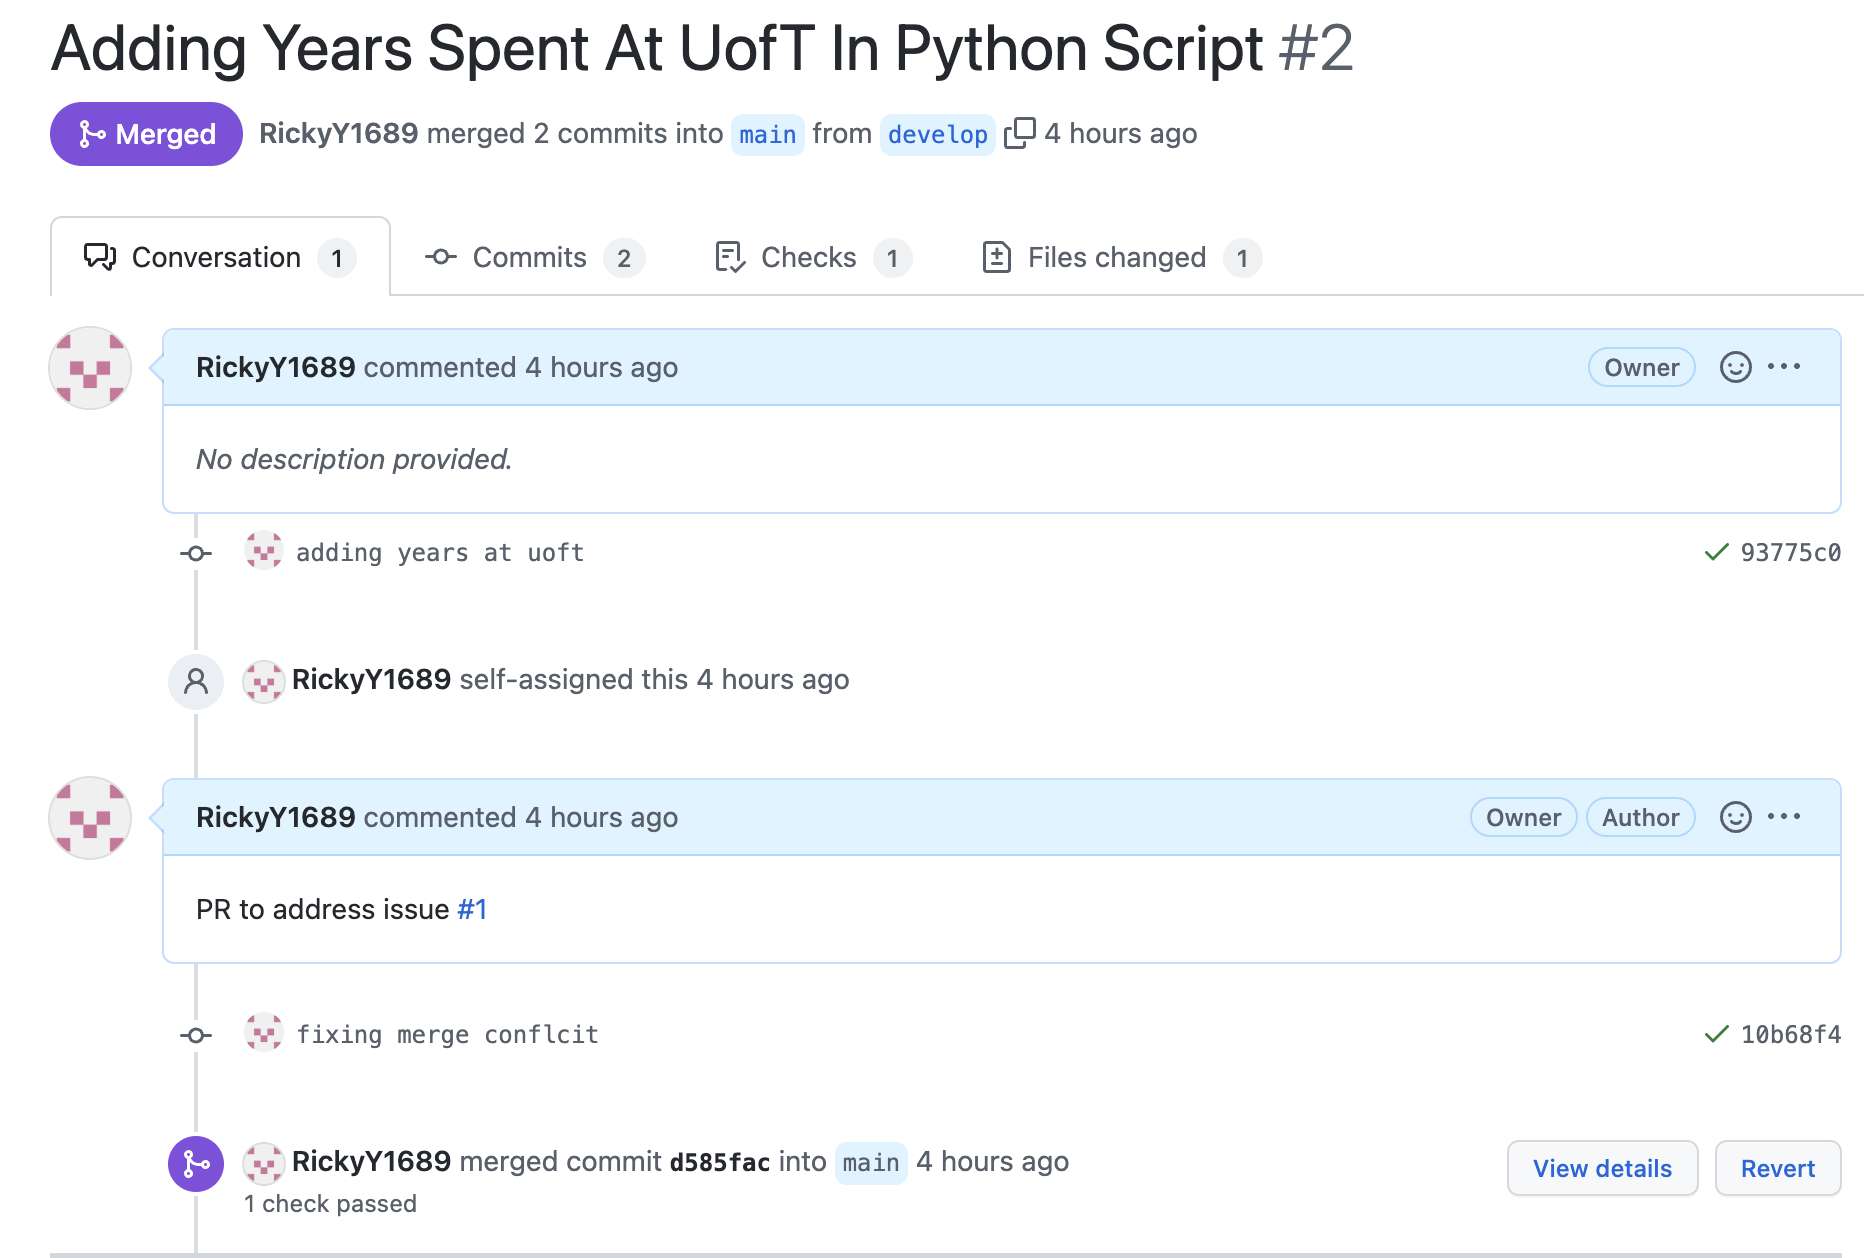 Adding Years Spent At UofT In Python Script #2
Merged RickyY1689 merged 2 commits into main from develop 4 hours ago
Conversation 1 Commits 2 Checks 1 Files changed 1
RickyY1689 commented 4 hours ago Owner
No description provided.
adding years at uoft 93775c0
RickyY1689 self-assigned this 4 hours ago
RickyY1689 commented 4 hours ago Owner Author
PR to address issue #1
fixing merge conflcit 10b68f4
RickyY1689 merged commit d585fac into main 4 hours ago View details Revert
1 check passed